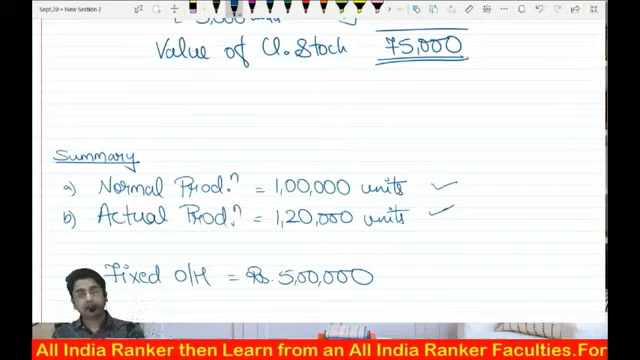 Sept.20 – New Section 2
Value of Cl. Stock 75,000
Summary
a) Normal Prod.ⁿ = 1,00,000 units
b) Actual Prod.ⁿ = 1,20,000 units
Fixed O/H = Rs. 5,00,000
All India Ranker then Learn from an All India Ranker Faculties.For